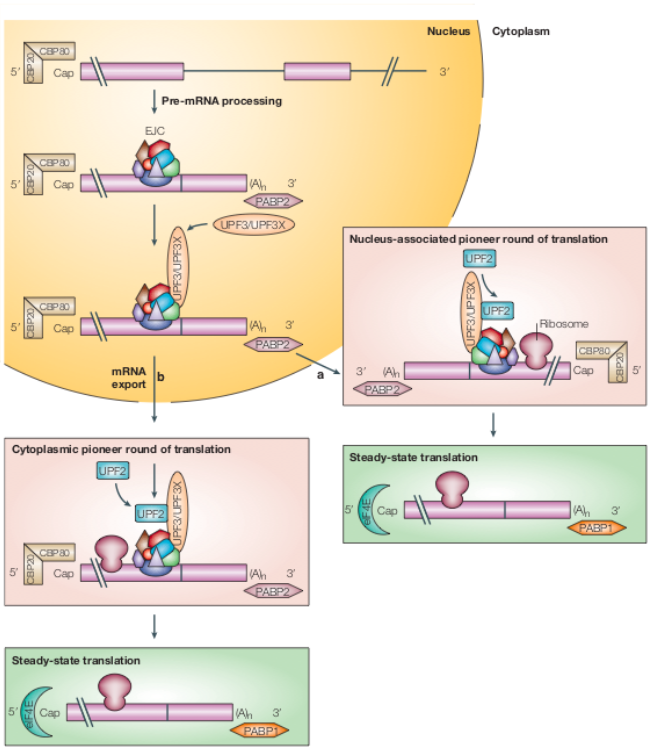 Nucleus
Cytoplasm
CBP80
CBP20
5′
Cap
3′
Pre-mRNA processing
EJC
CBP80
CBP20
5′
Cap
(A)n
3′
PABP2
UPF3/UPF3X
UPF3/UPF3X
CBP80
CBP20
5′
Cap
(A)n
3′
PABP2
mRNA
export
b
a
Nucleus-associated pioneer round of translation
UPF2
UPF3/UPF3X
UPF2
Ribosome
3′
(A)n
PABP2
Cap
CBP80
CBP20
5′
Steady-state translation
5′
eIF4E
Cap
(A)n
3′
PABP1
Cytoplasmic pioneer round of translation
UPF2
UPF2
UPF3/UPF3X
CBP80
CBP20
5′
Cap
(A)n
3′
PABP2
Steady-state translation
5′
eIF4E
Cap
(A)n
3′
PABP1